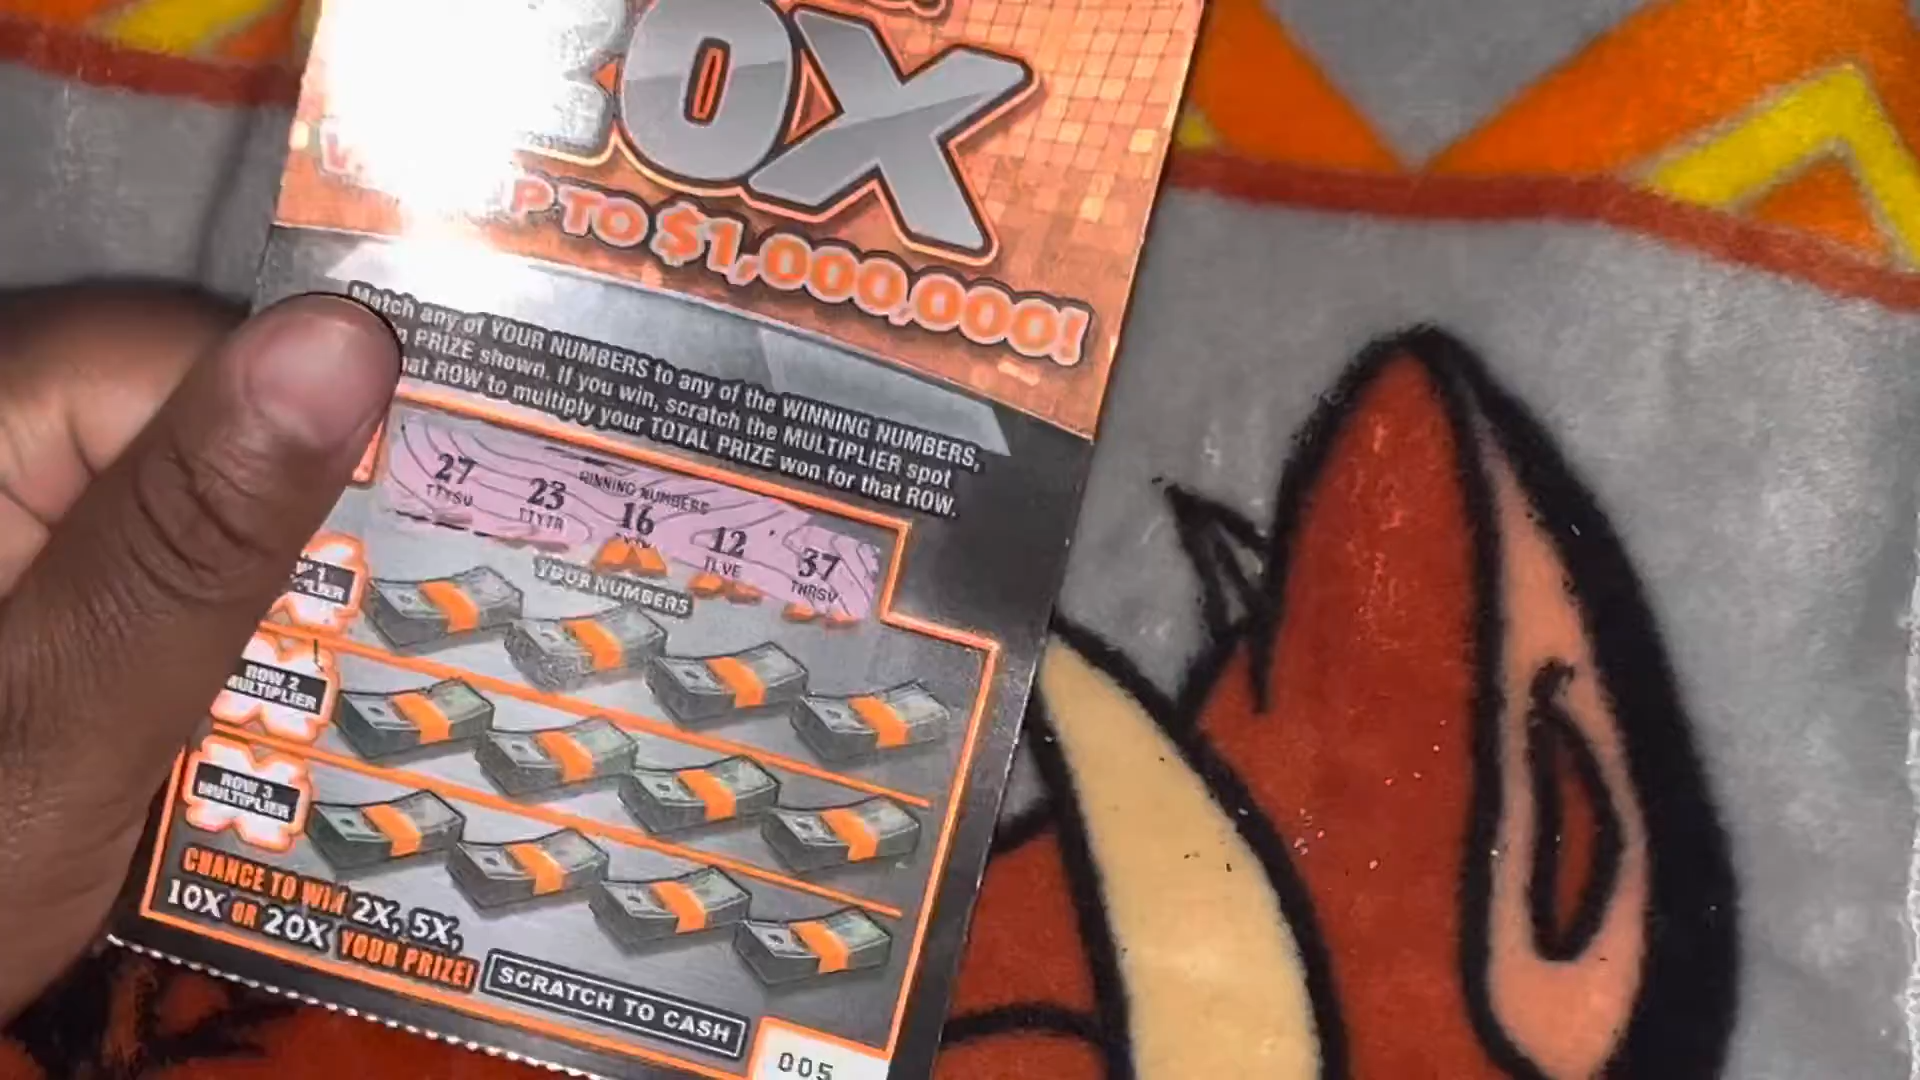 0X
P TO $1,000,000!
Match any of YOUR NUMBERS to any of the WINNING NUMBERS,
PRIZE shown. If you win, scratch the MULTIPLIER spot
ROW to multiply your TOTAL PRIZE won for that ROW.
WINNING NUMBERS
27 23 16 12 37
TTYSV TTYTR TLVE THRSV
YOUR NUMBERS
1
ROW 2
MULTIPLIER
ROW 3
MULTIPLIER
CHANCE TO WIN 2X, 5X,
10X OR 20X YOUR PRIZE!
SCRATCH TO CASH
005